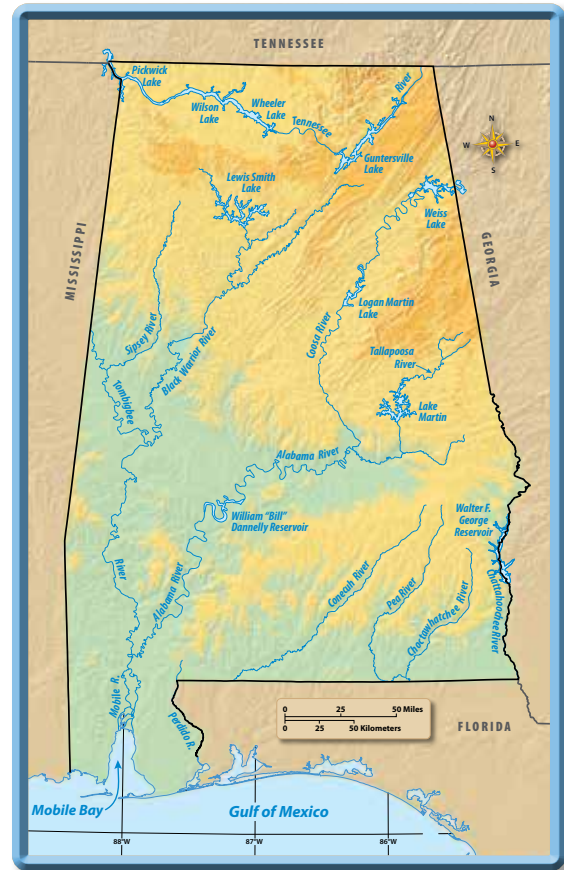 TENNESSEE
Pickwick
Lake
Wilson
Lake
Wheeler
Lake
Tennessee
River
Guntersville
Lake
N
W
E
S
Lewis Smith
Lake
Weiss
Lake
MISSISSIPPI
GEORGIA
Sipsey River
Black Warrior River
Coosa River
Logan Martin
Lake
Tallapoosa
River
Tombigbee
Lake
Martin
Alabama River
William "Bill"
Dannelly Reservoir
Walter F.
George
Reservoir
River
Alabama River
Conecuh River
Pea River
Choctawhatchee River
Chattahoochee River
Mobile R.
Perdido R.
0 25 50 Miles
0 25 50 Kilometers
FLORIDA
Mobile Bay
Gulf of Mexico
88°W
87°W
86°W